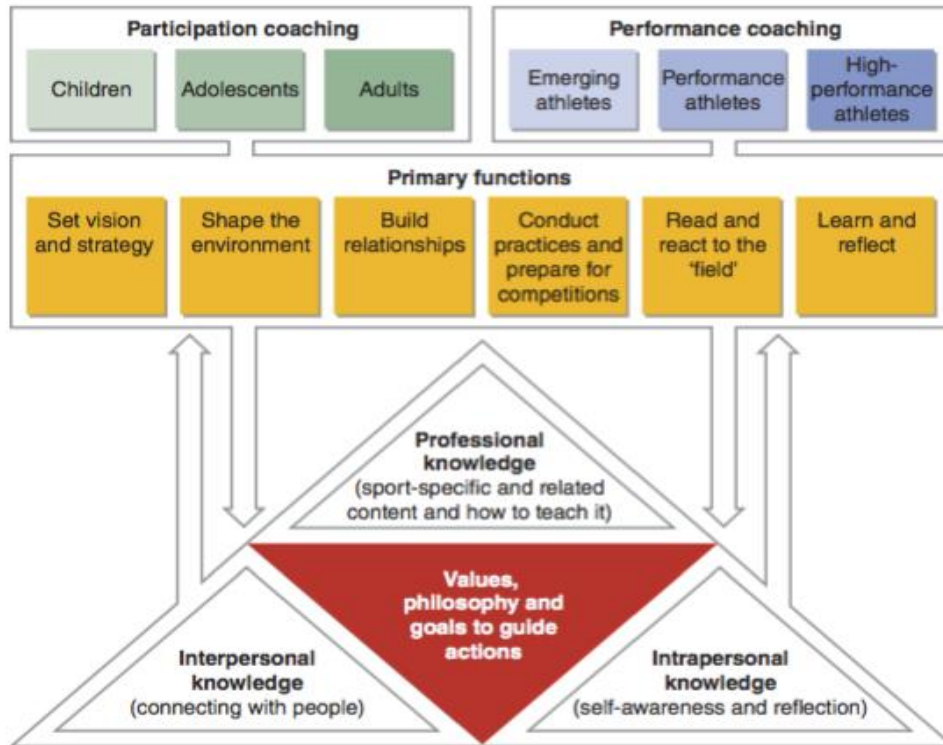 Participation coaching
Children
Adolescents
Adults
Performance coaching
Emerging
athletes
Performance
athletes
High-
performance
athletes
Primary functions
Set vision
and strategy
Shape the
environment
Build
relationships
Conduct
practices and
prepare for
competitions
Read and
react to the
'field'
Learn and
reflect
Professional
knowledge
(sport-specific and related
content and how to teach it)
Values,
philosophy and
goals to guide
actions
Interpersonal
knowledge
(connecting with people)
Intrapersonal
knowledge
(self-awareness and reflection)